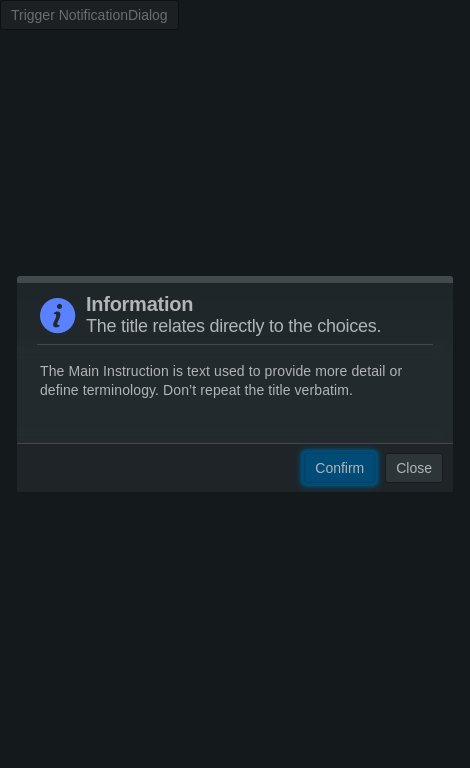 Trigger NotificationDialog
Information
The title relates directly to the choices.
The Main Instruction is text used to provide more detail or
define terminology. Don’t repeat the title verbatim.
Confirm Close